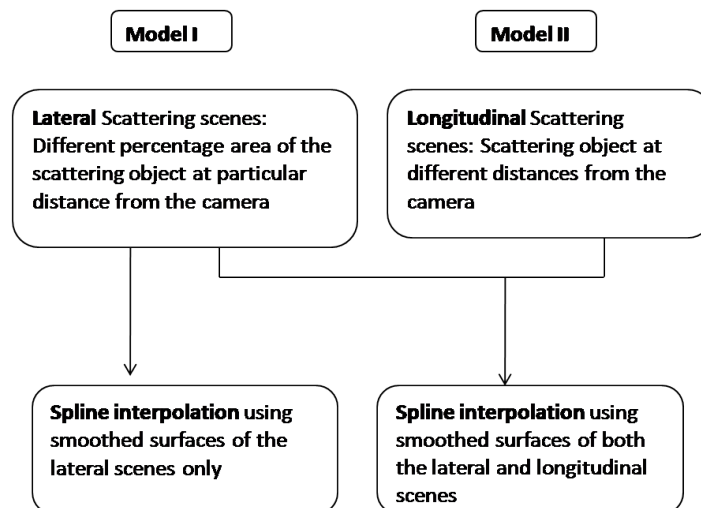 Model I
Model II
Lateral Scattering scenes:
Different percentage area of the
scattering object at particular
distance from the camera
Longitudinal Scattering
scenes: Scattering object at
different distances from the
camera
Spline interpolation using
smoothed surfaces of the
lateral scenes only
Spline interpolation using
smoothed surfaces of both
the lateral and longitudinal
scenes